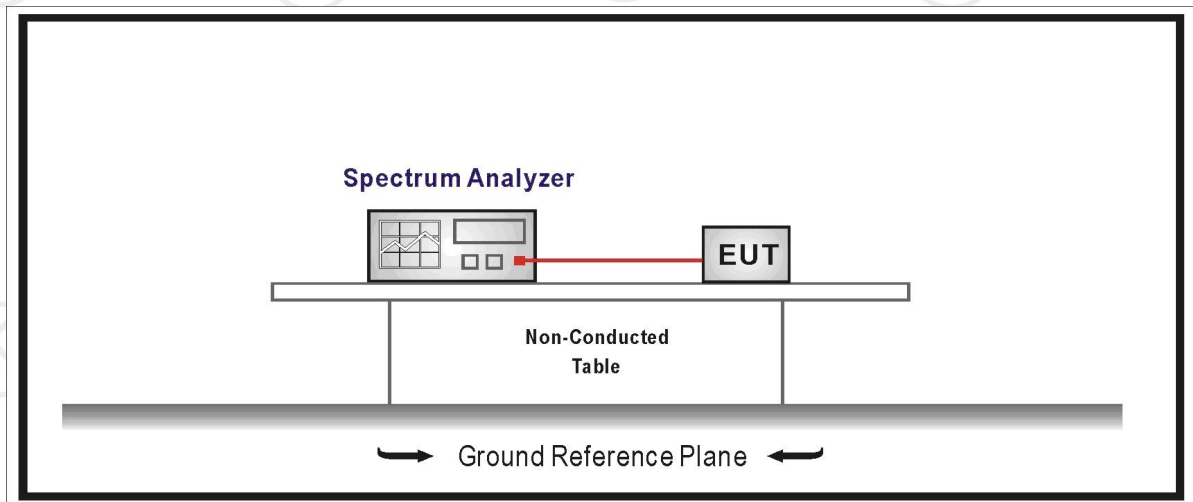 Spectrum Analyzer
EUT
Non-Conducted
Table
Ground Reference Plane